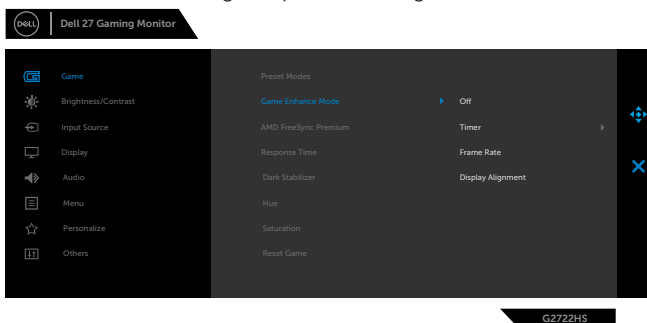 DELL
Dell 27 Gaming Monitor
Game
Preset Modes
Brightness/Contrast
Game Enhance Mode
Off
Input Source
AMD FreeSync Premium
Timer
Display
Response Time
Frame Rate
Audio
Dark Stabilizer
Display Alignment
Menu
Hue
Personalize
Saturation
Others
Reset Game
G2722HS